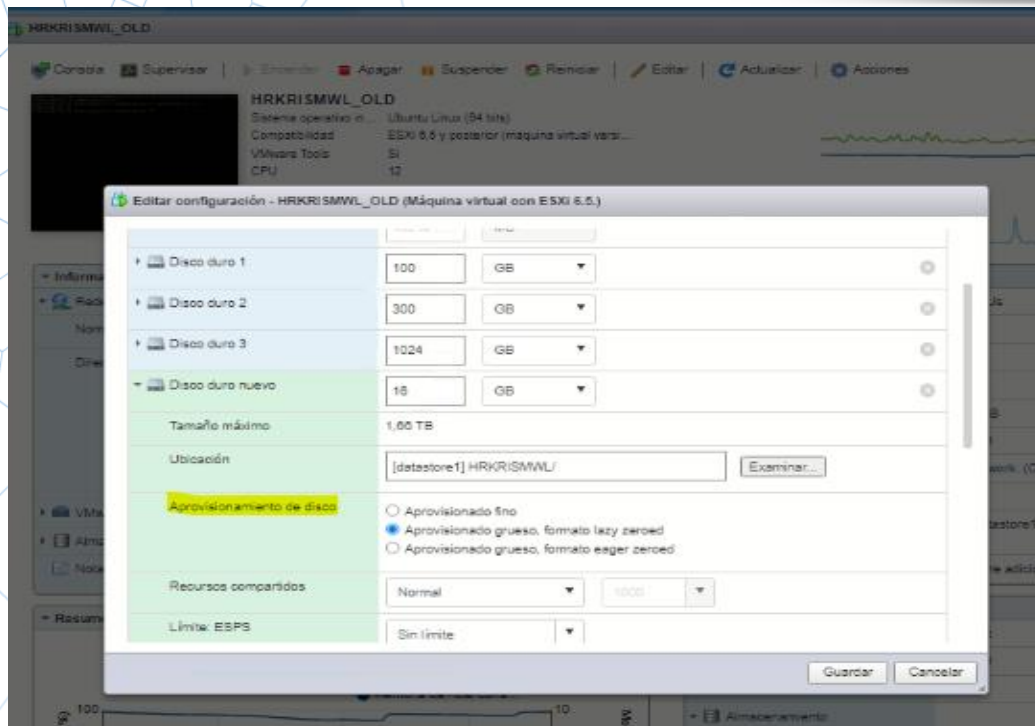 HRKRISMWL_OLD
Consola Supervisar Encender Apagar Suspender Reiniciar Editar Actualizar Acciones
HRKRISMWL_OLD
Sistema operativo in... Ubuntu Linux (64 bits)
Compatibilidad ESXi 6,5 y posterior (máquina virtual versi...
VMware Tools Sí
CPU 12
Editar configuración - HRKRISMWL_OLD (Máquina virtual con ESXi 6.5.)
Disco duro 1 100 GB
Disco duro 2 300 GB
Disco duro 3 1024 GB
Disco duro nuevo 16 GB
Tamaño máximo 1,66 TB
Ubicación [datastore1] HRKRISMWL/ Examinar...
Aprovisionamiento de disco
Aprovisionado fino
Aprovisionado grueso, formato lazy zeroed
Aprovisionado grueso, formato eager zeroed
Recursos compartidos Normal 1000
Límite: ESPS Sin límite
Guardar Cancelar
100 10
Almacenamiento